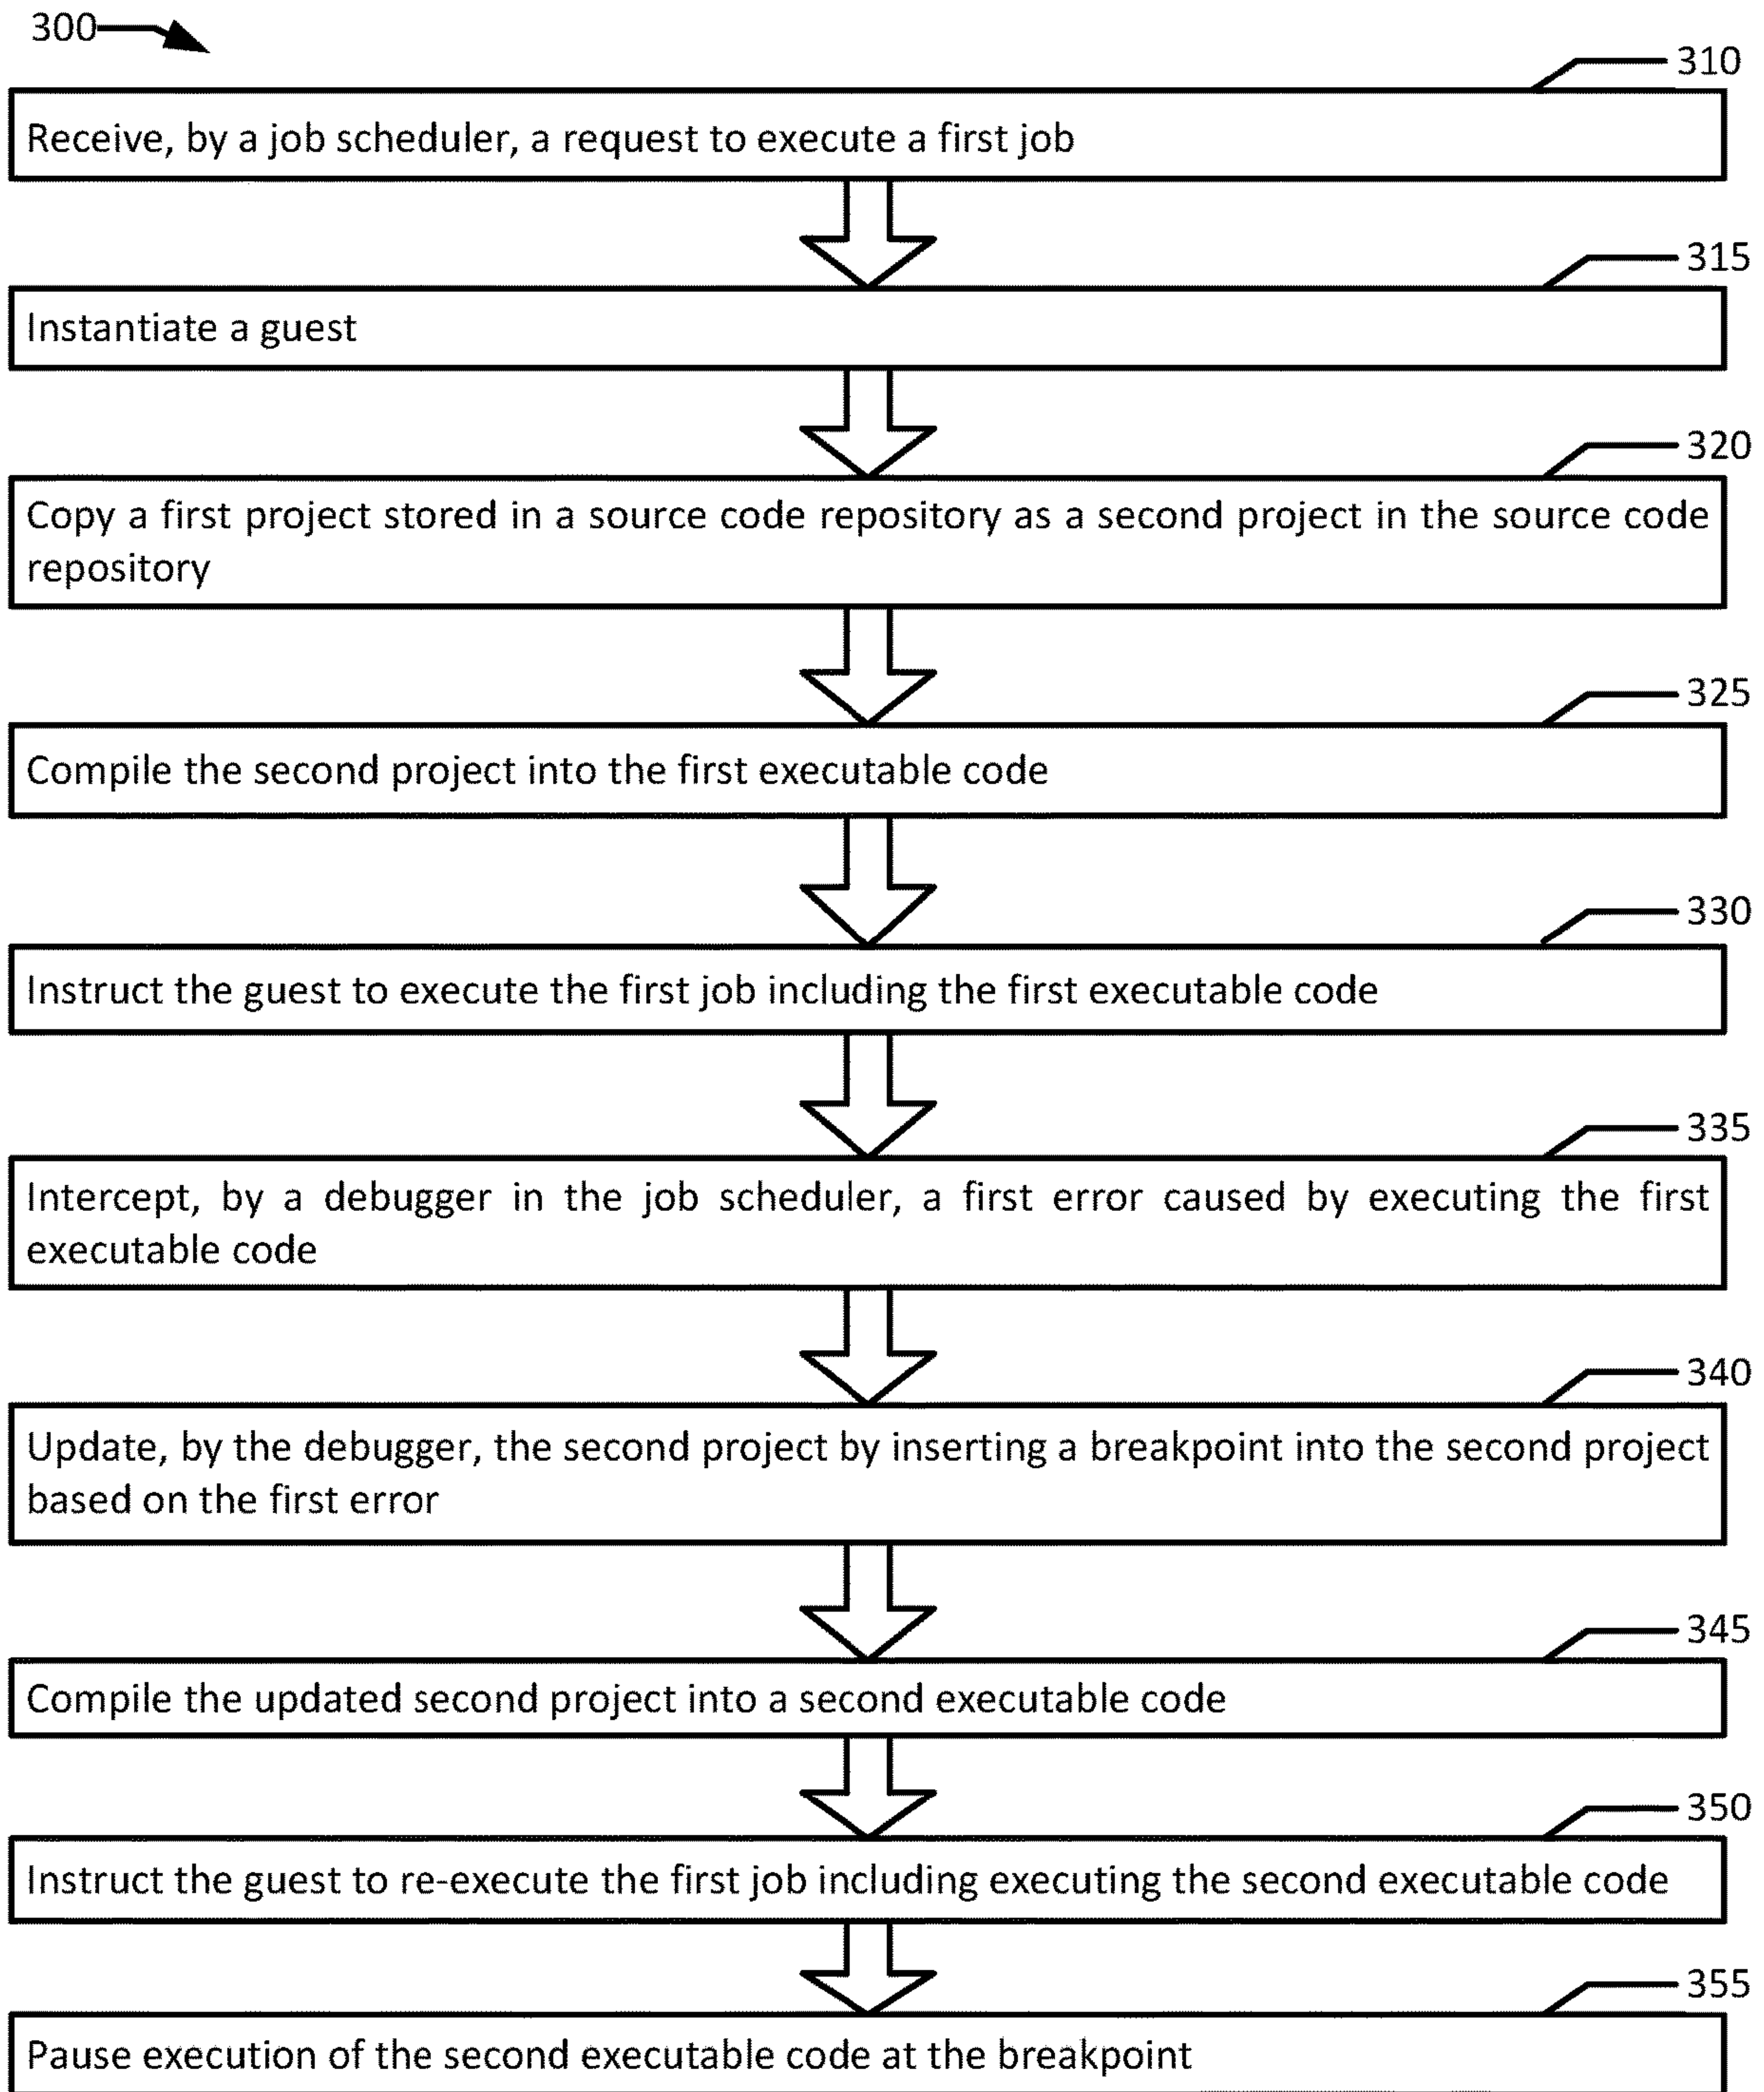 300
310
Receive, by a job scheduler, a request to execute a first job
315
Instantiate a guest
320
Copy a first project stored in a source code repository as a second project in the source code
repository
325
Compile the second project into the first executable code
330
Instruct the guest to execute the first job including the first executable code
335
Intercept, by a debugger in the job scheduler, a first error caused by executing the first
executable code
340
Update, by the debugger, the second project by inserting a breakpoint into the second project
based on the first error
345
Compile the updated second project into a second executable code
350
Instruct the guest to re-execute the first job including executing the second executable code
355
Pause execution of the second executable code at the breakpoint